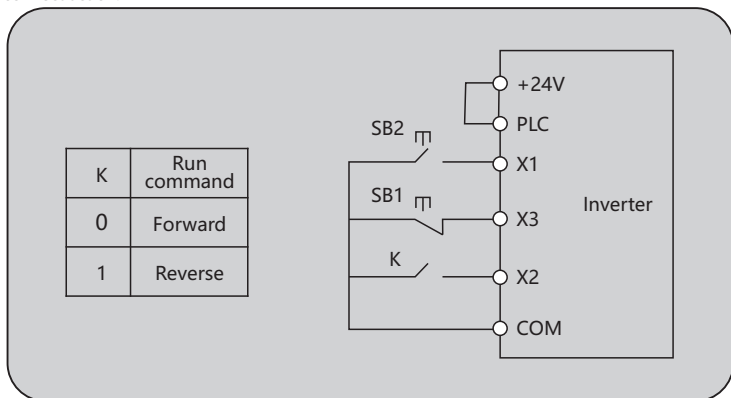 K
Run
command
0
Forward
1
Reverse
+24V
PLC
SB2
X1
SB1
X3
Inverter
K
X2
COM